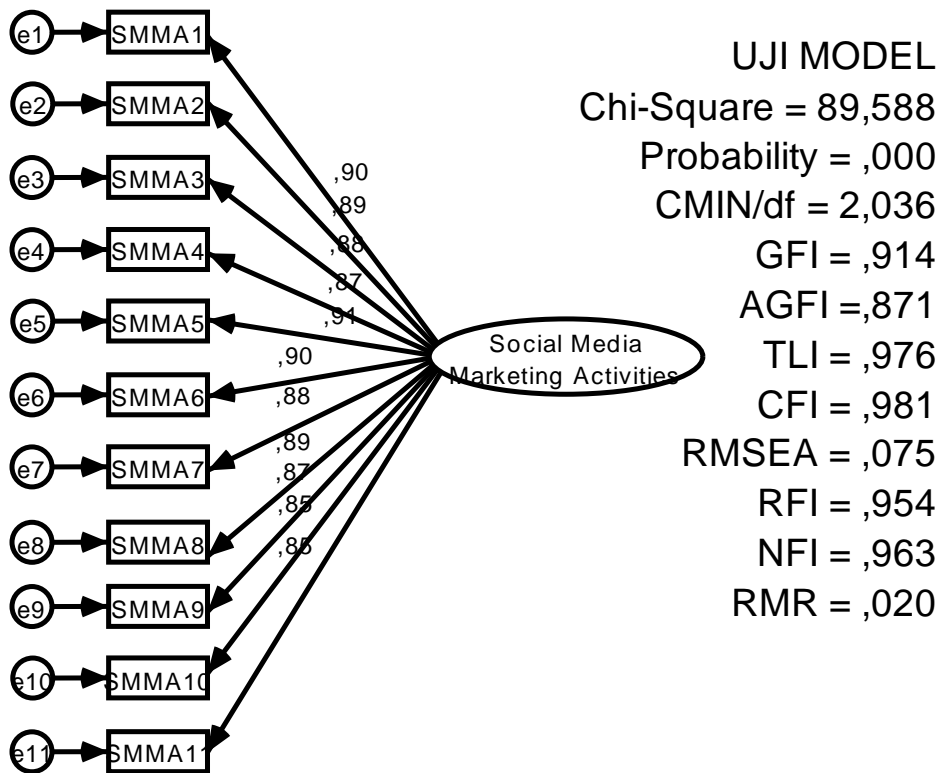 e1
SMMA1
e2
SMMA2
e3
SMMA3
e4
SMMA4
e5
SMMA5
e6
SMMA6
e7
SMMA7
e8
SMMA8
e9
SMMA9
e10
SMMA10
e11
SMMA11
,90
,89
,88
,87
,91
,90
,88
,89
,87
,85
,85
Social Media
Marketing Activities
UJI MODEL
Chi-Square = 89,588
Probability = ,000
CMIN/df = 2,036
GFI = ,914
AGFI =,871
TLI = ,976
CFI = ,981
RMSEA = ,075
RFI = ,954
NFI = ,963
RMR = ,020